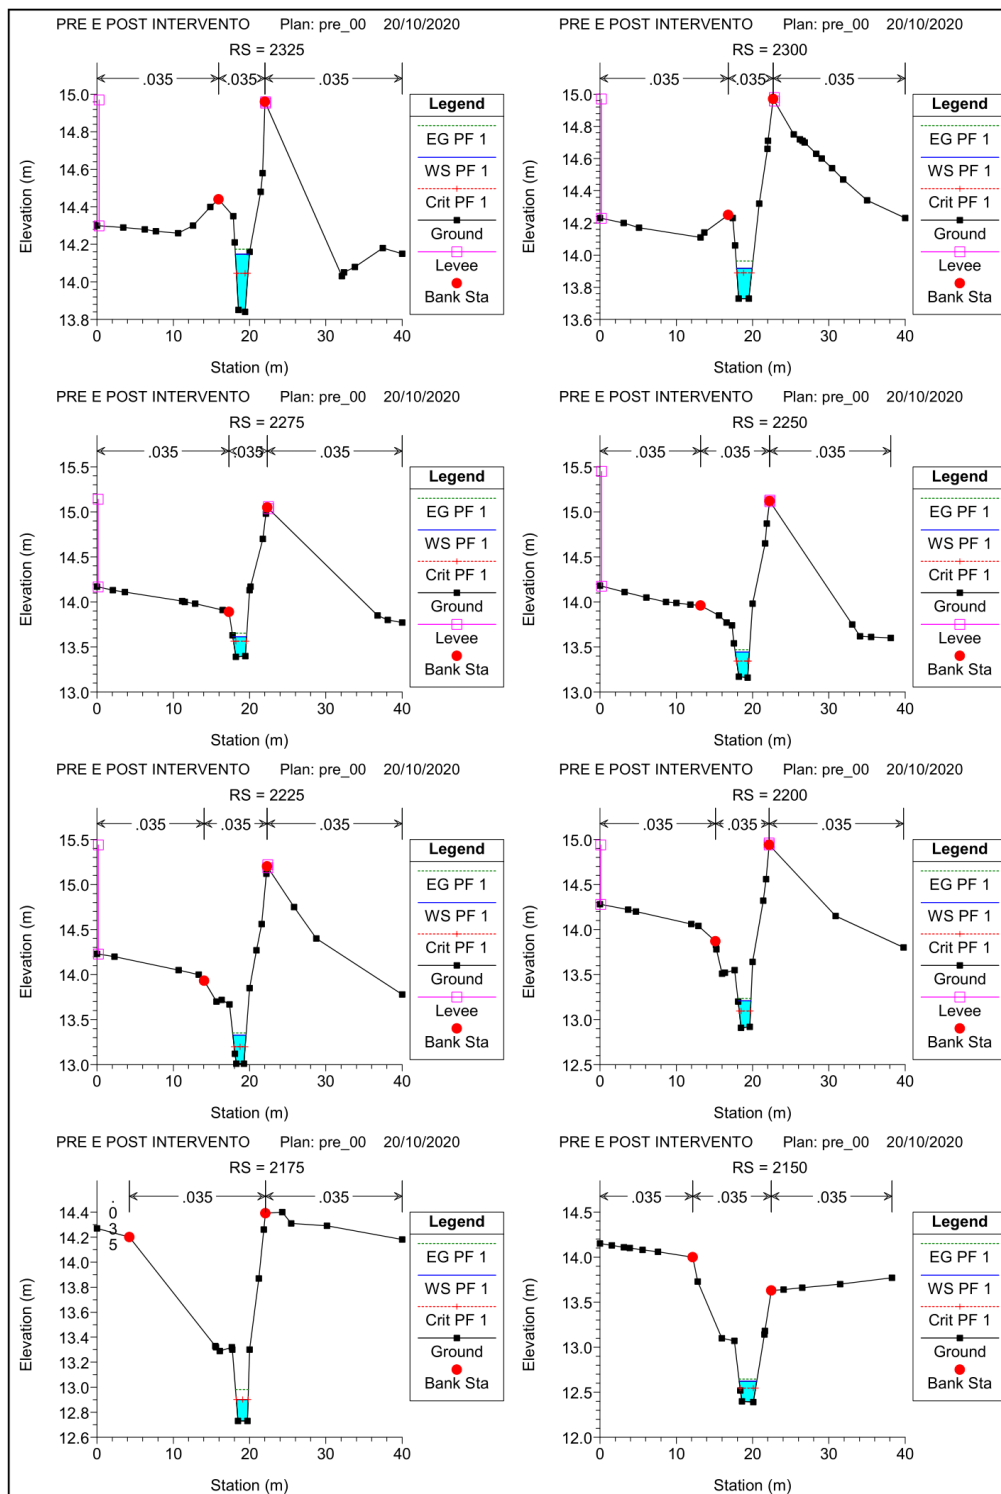 PRE E POST INTERVENTO Plan: pre_00 20/10/2020
RS = 2325
.035 .035 .035
15.0
14.8
14.6
14.4
14.2
14.0
13.8
Elevation (m)
0 10 20 30 40
Station (m)
Legend
EG PF 1
WS PF 1
Crit PF 1
Ground
Levee
Bank Sta
PRE E POST INTERVENTO Plan: pre_00 20/10/2020
RS = 2300
.035 .035 .035
15.0
14.8
14.6
14.4
14.2
14.0
13.8
13.6
Elevation (m)
0 10 20 30 40
Station (m)
Legend
EG PF 1
WS PF 1
Crit PF 1
Ground
Levee
Bank Sta
PRE E POST INTERVENTO Plan: pre_00 20/10/2020
RS = 2275
.035 .035 .035
15.5
15.0
14.5
14.0
13.5
13.0
Elevation (m)
0 10 20 30 40
Station (m)
Legend
EG PF 1
WS PF 1
Crit PF 1
Ground
Levee
Bank Sta
PRE E POST INTERVENTO Plan: pre_00 20/10/2020
RS = 2250
.035 .035 .035
15.5
15.0
14.5
14.0
13.5
13.0
Elevation (m)
0 10 20 30 40
Station (m)
Legend
EG PF 1
WS PF 1
Crit PF 1
Ground
Levee
Bank Sta
PRE E POST INTERVENTO Plan: pre_00 20/10/2020
RS = 2225
.035 .035 .035
15.5
15.0
14.5
14.0
13.5
13.0
Elevation (m)
0 10 20 30 40
Station (m)
Legend
EG PF 1
WS PF 1
Crit PF 1
Ground
Levee
Bank Sta
PRE E POST INTERVENTO Plan: pre_00 20/10/2020
RS = 2200
.035 .035 .035
15.0
14.5
14.0
13.5
13.0
12.5
Elevation (m)
0 10 20 30 40
Station (m)
Legend
EG PF 1
WS PF 1
Crit PF 1
Ground
Levee
Bank Sta
PRE E POST INTERVENTO Plan: pre_00 20/10/2020
RS = 2175
.035 .035 .035
14.4
14.2
14.0
13.8
13.6
13.4
13.2
13.0
12.8
12.6
Elevation (m)
0 10 20 30 40
Station (m)
Legend
EG PF 1
WS PF 1
Crit PF 1
Ground
Bank Sta
PRE E POST INTERVENTO Plan: pre_00 20/10/2020
RS = 2150
.035 .035 .035
14.5
14.0
13.5
13.0
12.5
12.0
Elevation (m)
0 10 20 30 40
Station (m)
Legend
EG PF 1
WS PF 1
Crit PF 1
Ground
Bank Sta